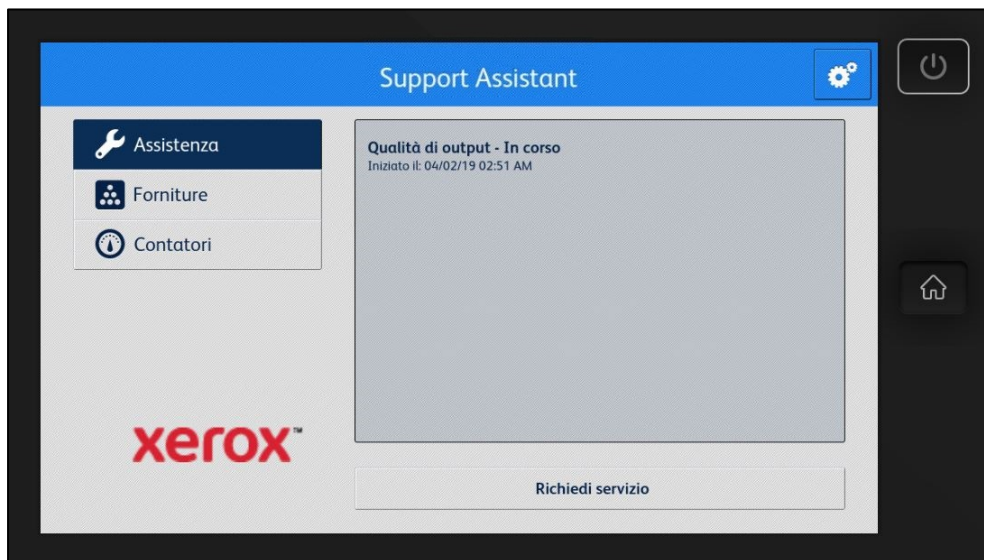 Support Assistant
Assistenza
Forniture
Contatori
Qualità di output - In corso
Iniziato il: 04/02/19 02:51 AM
xerox™
Richiedi servizio